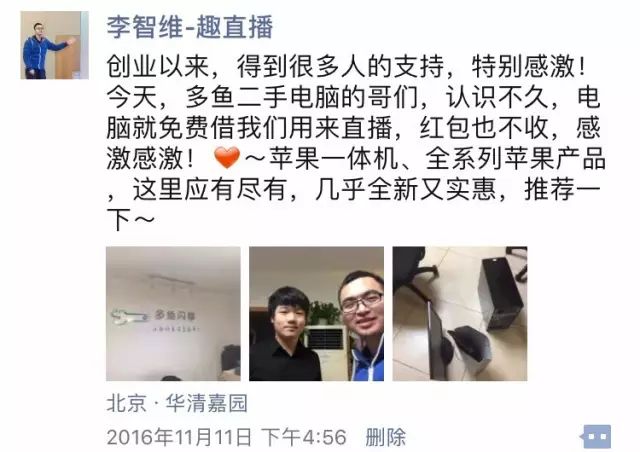 李智维-趣直播
创业以来，得到很多人的支持，特别感激！
今天，多鱼二手电脑的哥们，认识不久，电
脑就免费借我们用来直播，红包也不收，感
激感激！❤️～苹果一体机、全系列苹果产品
，这里应有尽有，几乎全新又实惠，推荐一
下～
多鱼闪修
北京 · 华清嘉园
2016年11月11日 下午4:56 删除